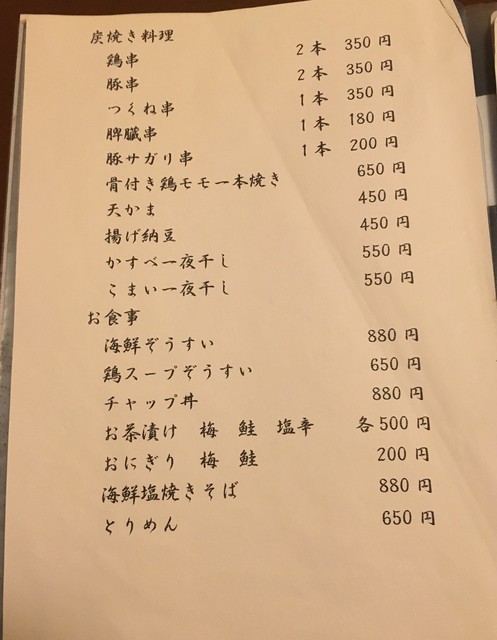 炭焼き料理
鶏串 2本 350円
豚串 2本 350円
つくね串 1本 350円
脾臓串 1本 180円
豚サガリ串 1本 200円
骨付き鶏モモ一本焼き 650円
天かま 450円
揚げ納豆 450円
かすべ一夜干し 550円
こまい一夜干し 550円
お食事
海鮮ぞうすい 880円
鶏スープぞうすい 650円
チャップ丼 880円
お茶漬け 梅 鮭 塩辛 各500円
おにぎり 梅 鮭 200円
海鮮塩焼きそば 880円
とりめん 650円